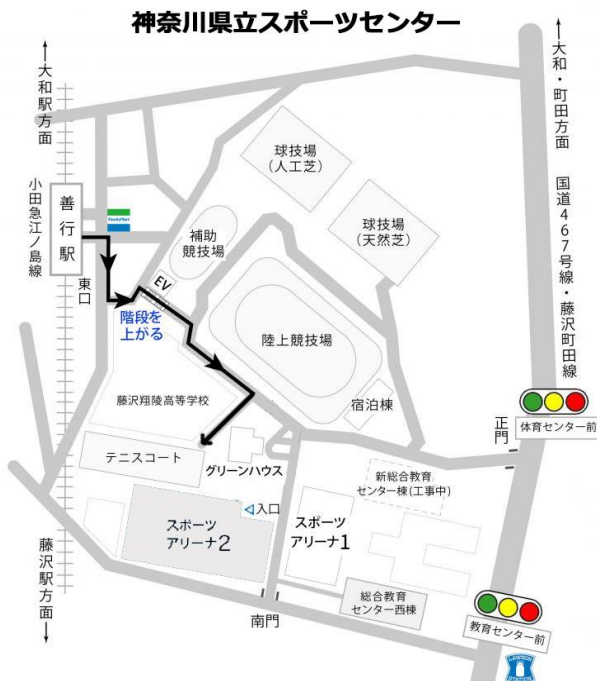 神奈川県立スポーツセンター
大和駅方面
大和・町田方面
国道467号線・藤沢町田線
小田急江ノ島線
善行駅
東口
FamilyMart
球技場
（人工芝）
球技場
（天然芝）
補助
競技場
EV
階段を
上がる
陸上競技場
宿泊棟
藤沢翔陵高等学校
テニスコート
グリーンハウス
正門
体育センター前
新総合教育
センター棟(工事中)
入口
スポーツ
アリーナ2
スポーツ
アリーナ1
総合教育
センター西棟
南門
藤沢駅方面
教育センター前
LAWSON
STATION